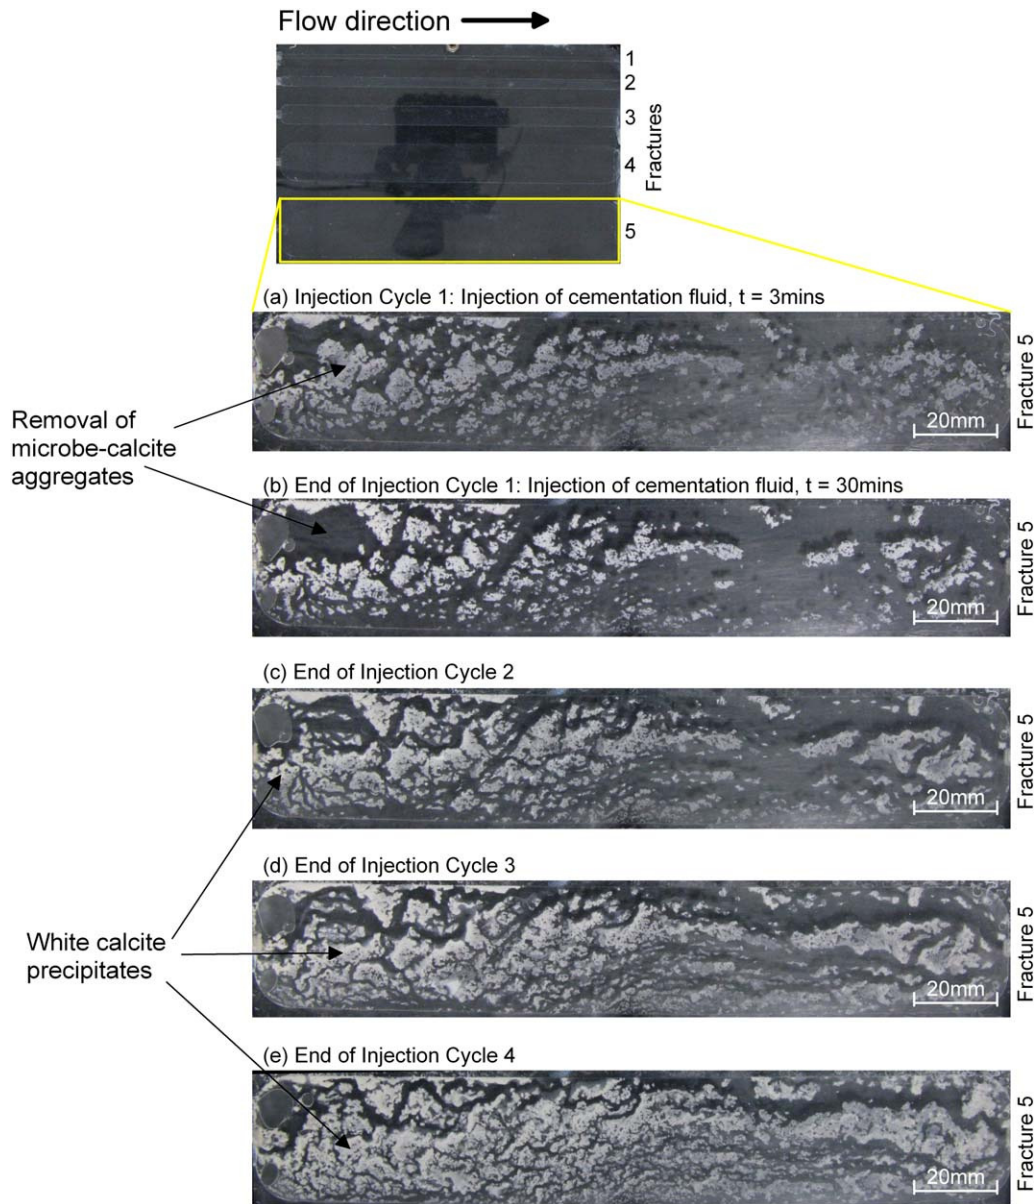 Flow direction
1
2
3
4
5
Fractures
(a) Injection Cycle 1: Injection of cementation fluid, t = 3mins
Removal of
microbe-calcite
aggregates
20mm
Fracture 5
(b) End of Injection Cycle 1: Injection of cementation fluid, t = 30mins
20mm
Fracture 5
(c) End of Injection Cycle 2
20mm
Fracture 5
(d) End of Injection Cycle 3
White calcite
precipitates
20mm
Fracture 5
(e) End of Injection Cycle 4
20mm
Fracture 5